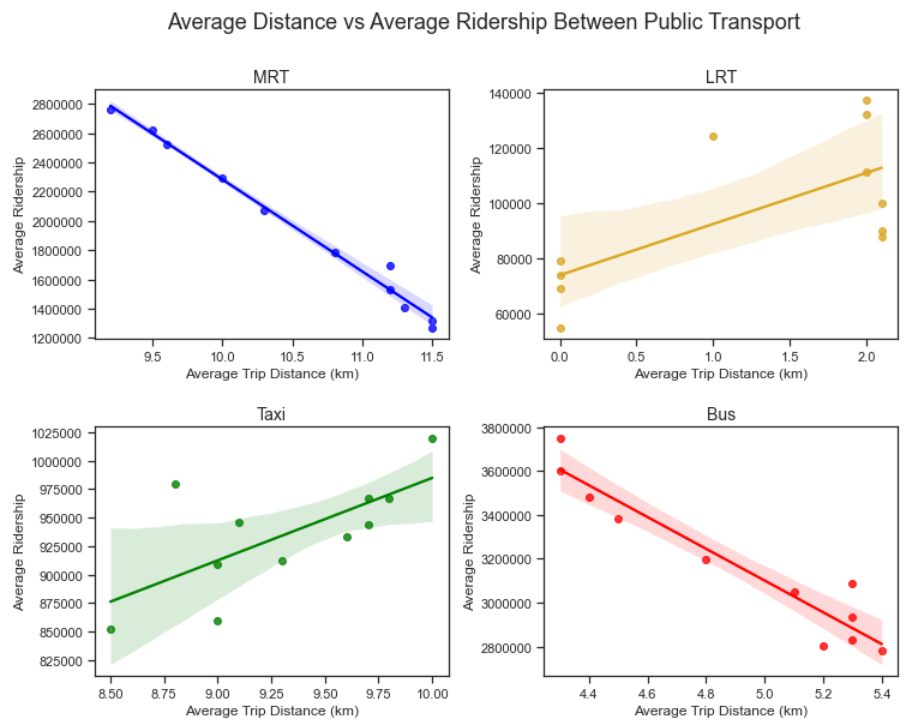 Average Distance vs Average Ridership Between Public Transport
MRT
2800000
2600000
2400000
2200000
2000000
1800000
1600000
1400000
1200000
Average Ridership
9.5 10.0 10.5 11.0 11.5
Average Trip Distance (km)
LRT
140000
120000
100000
80000
60000
Average Ridership
0.0 0.5 1.0 1.5 2.0
Average Trip Distance (km)
Taxi
1025000
1000000
975000
950000
925000
900000
875000
850000
825000
Average Ridership
8.50 8.75 9.00 9.25 9.50 9.75 10.00
Average Trip Distance (km)
Bus
3800000
3600000
3400000
3200000
3000000
2800000
Average Ridership
4.4 4.6 4.8 5.0 5.2 5.4
Average Trip Distance (km)